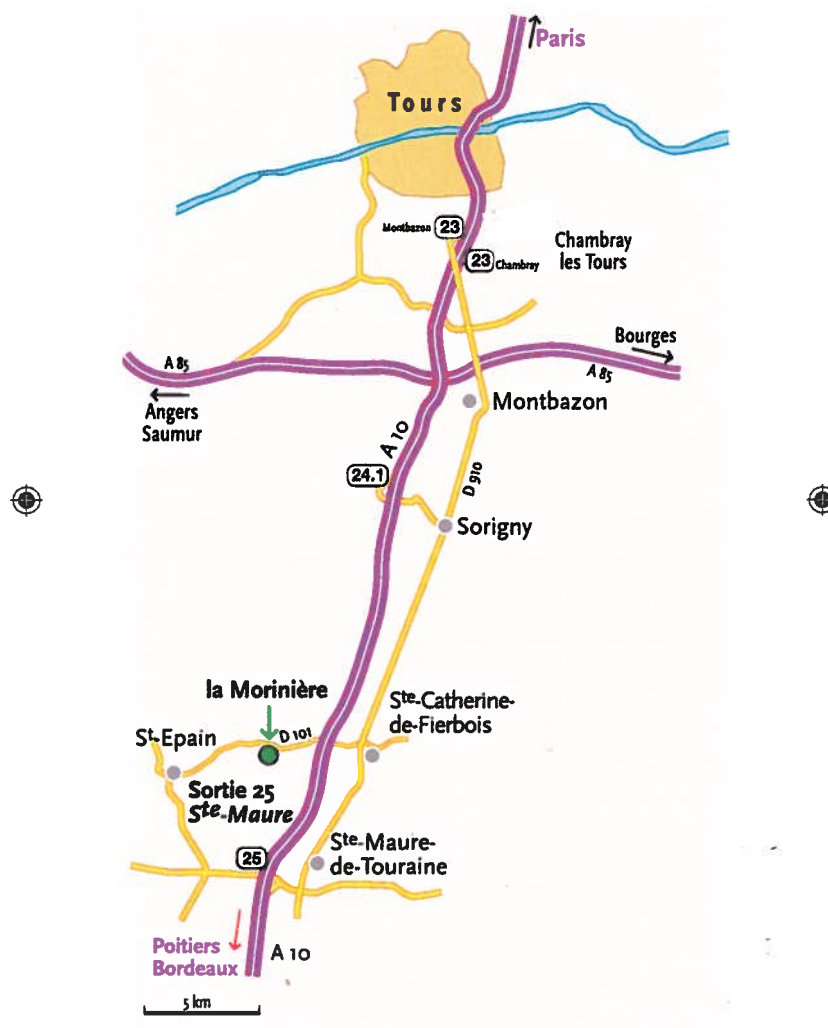 Paris
Tours
Montbazon 23
23 Chambray
Chambray
les Tours
Bourges
A 85
A 85
Angers
Saumur
Montbazon
A 10
24.1
D 910
Sorigny
la Morinière
Ste-Catherine-
de-Fierbois
St-Epain
D 101
Sortie 25
Ste-Maure
25
Ste-Maure-
de-Touraine
Poitiers
Bordeaux
A 10
5 km